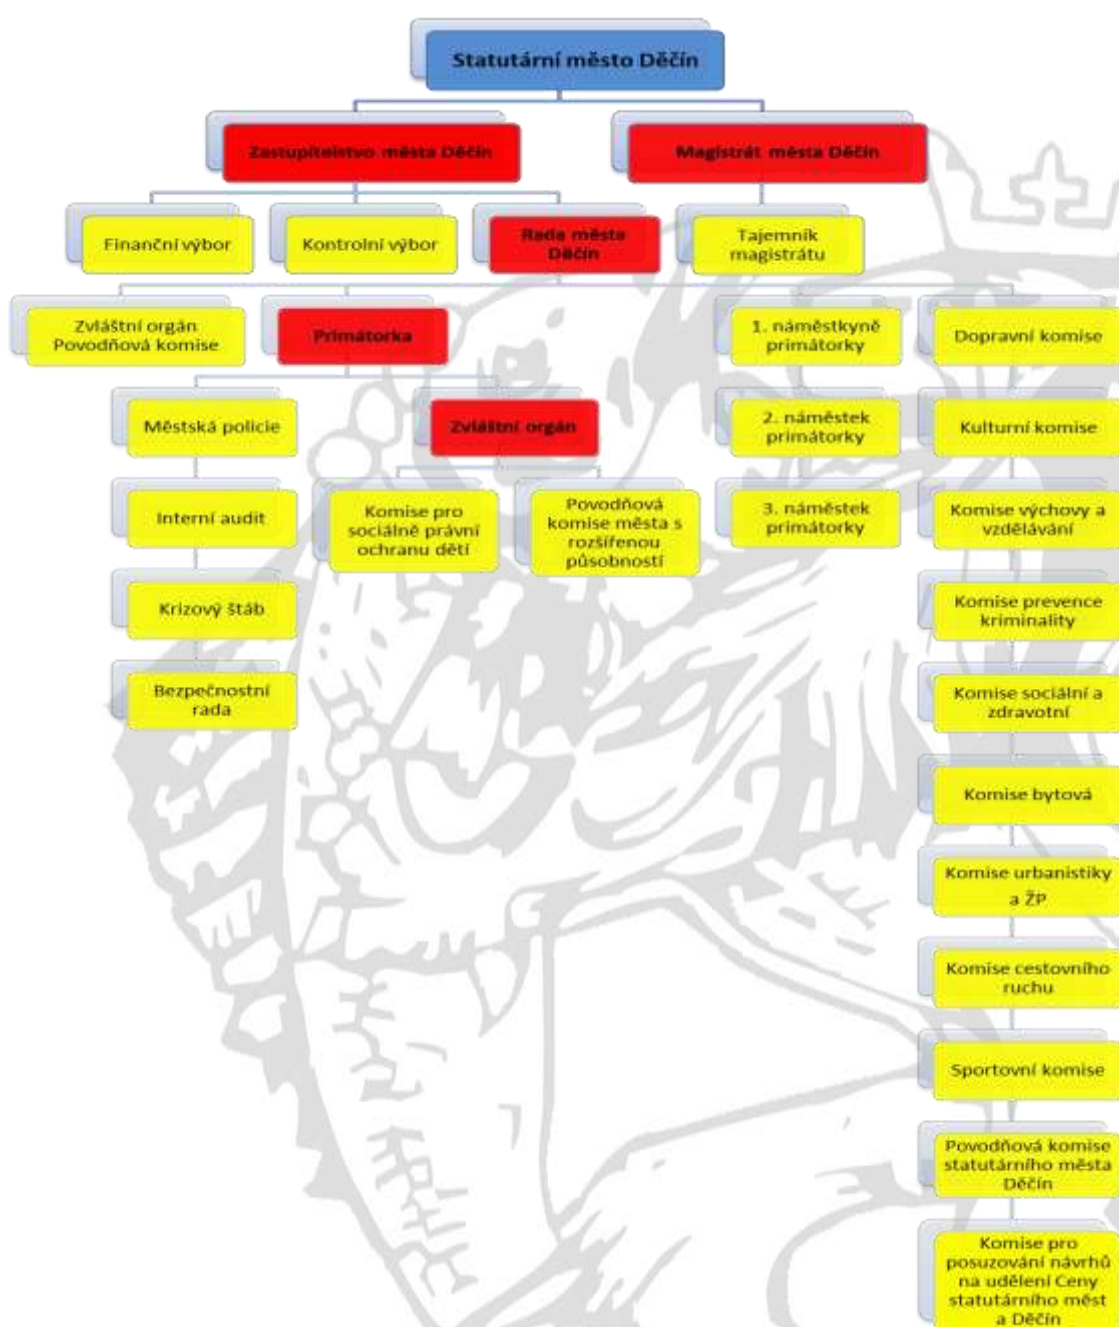 Statutární město Děčín
Zastupitelstvo města Děčín
Magistrát města Děčín
Finanční výbor
Kontrolní výbor
Rada města
Děčín
Tajemník
magistrátu
Zvláštní orgán
Povodňová komise
Primátorka
1. náměstkyně
primátorky
Dopravní komise
Městská policie
Zvláštní orgán
2. náměstek
primátorky
Kulturní komise
Interní audit
Komise pro
sociálně právní
ochranu dětí
Povodňová
komise města s
rozšířenou
působností
3. náměstek
primátorky
Komise výchovy a
vzdělávání
Krizový štáb
Komise prevence
kriminality
Bezpečnostní
rada
Komise sociální a
zdravotní
Komise bytová
Komise urbanistiky
a ŽP
Komise cestovního
ruchu
Sportovní komise
Povodňová komise
statutárního města
Děčín
Komise pro
posuzování návrhů
na udělení Ceny
statutárního měst
a Děčín